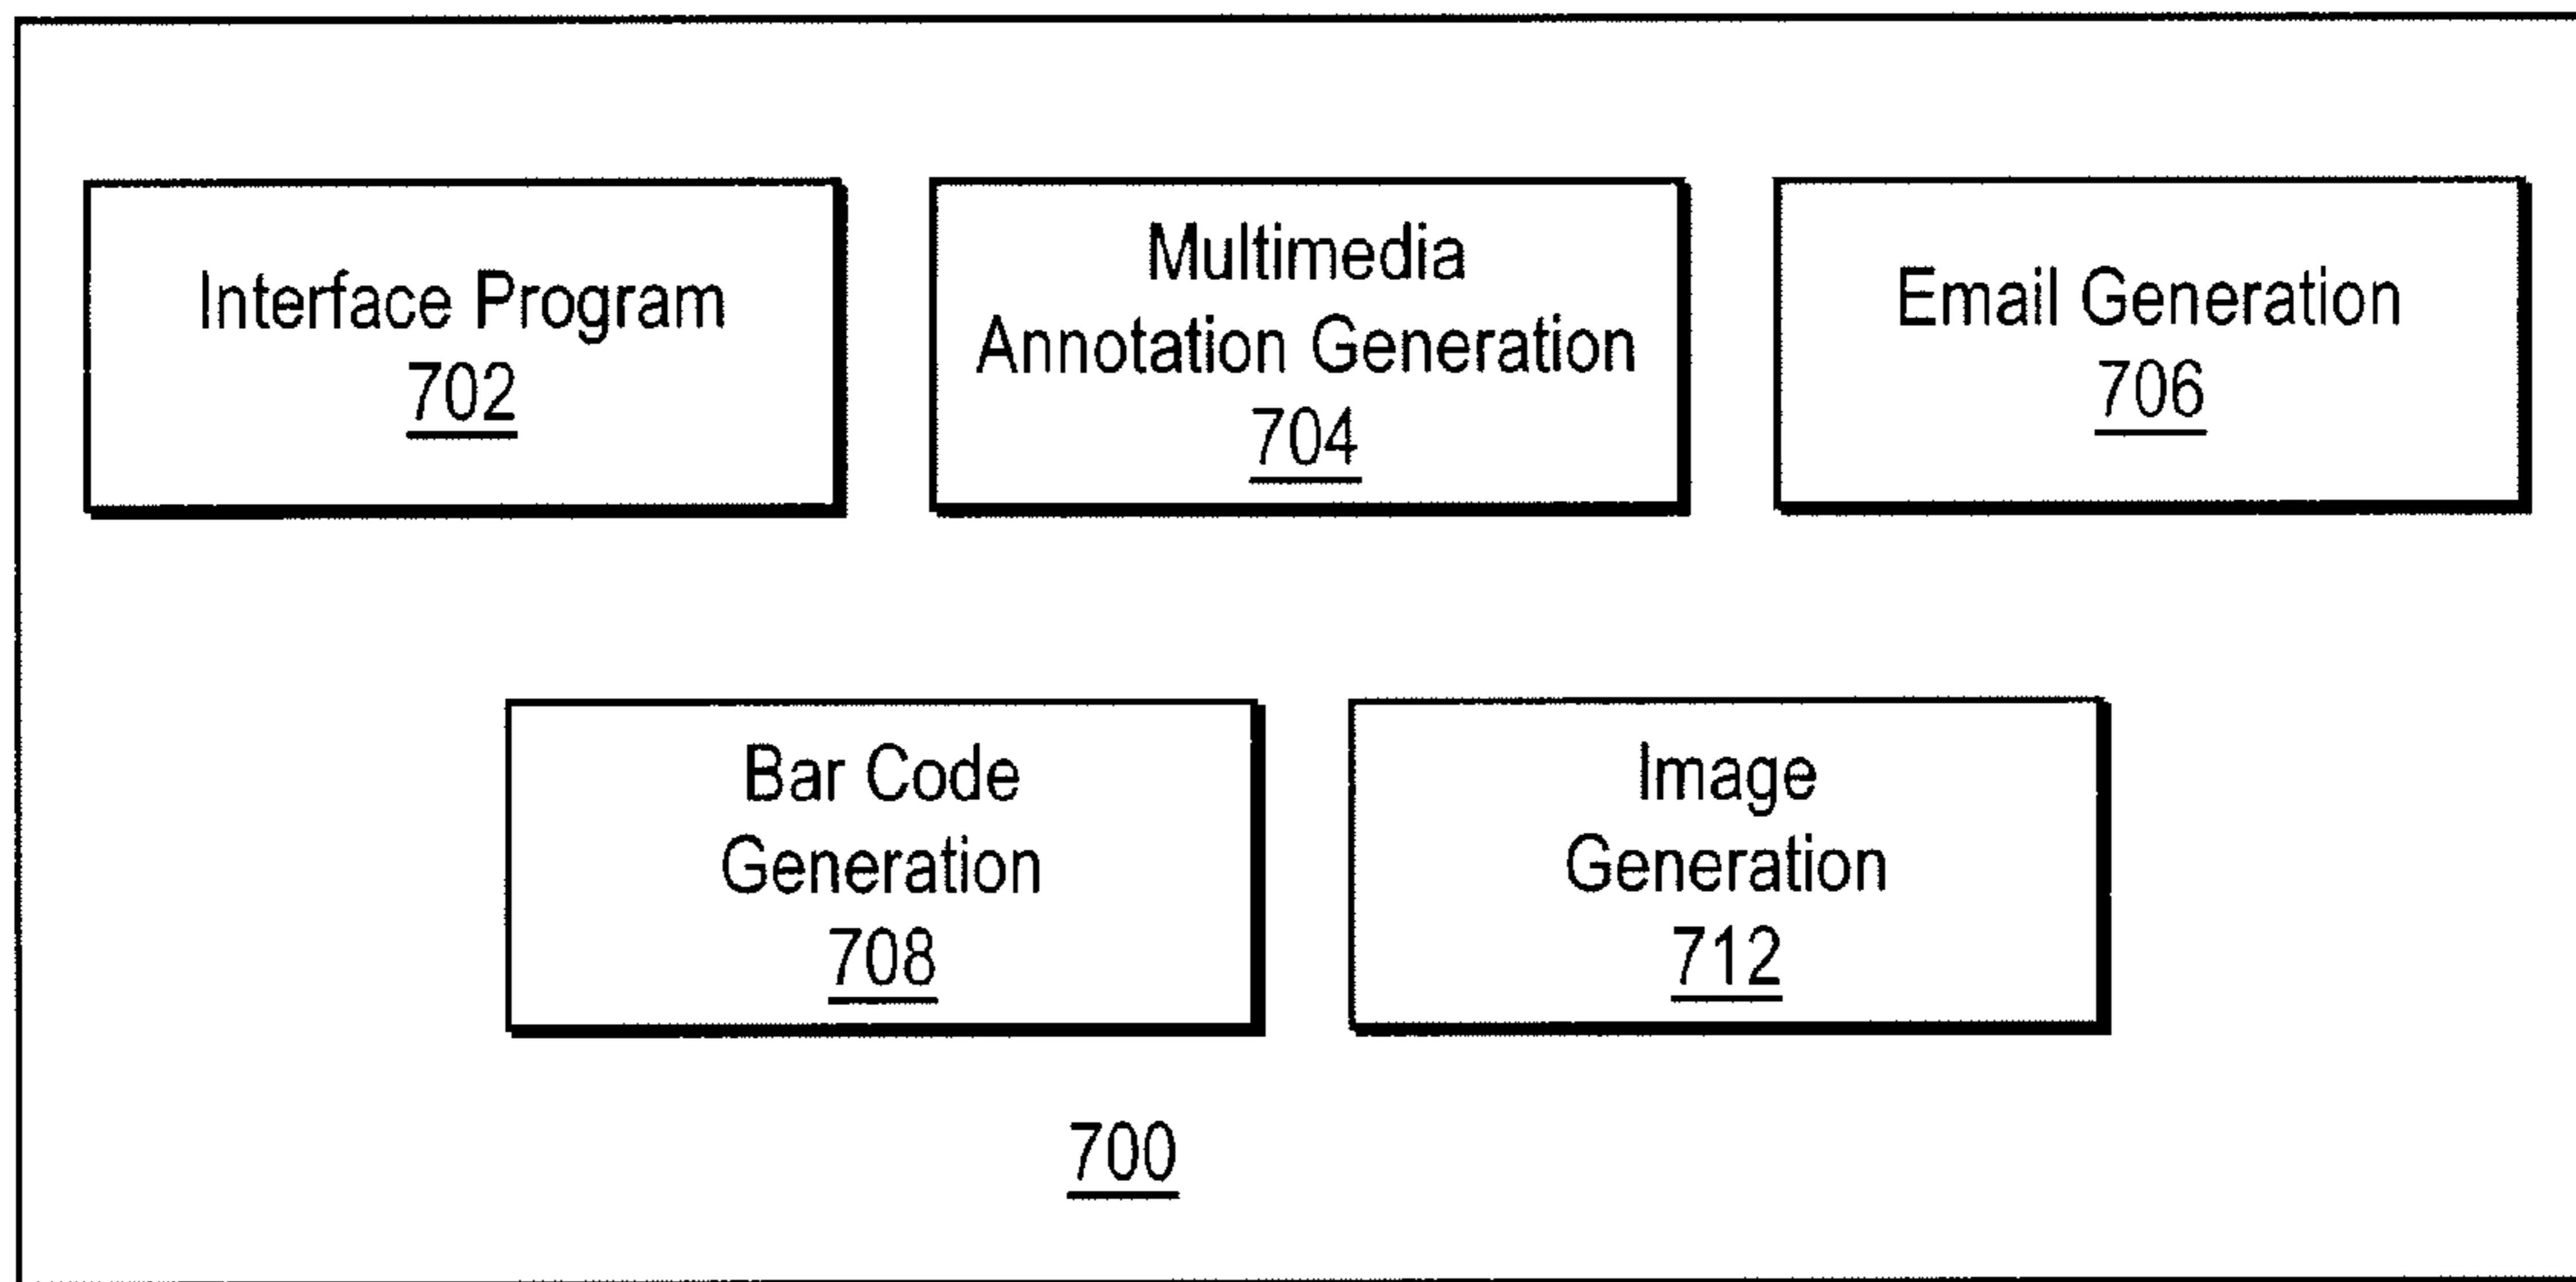 Interface Program
702
Multimedia
Annotation Generation
704
Email Generation
706
Bar Code
Generation
708
Image
Generation
712
700